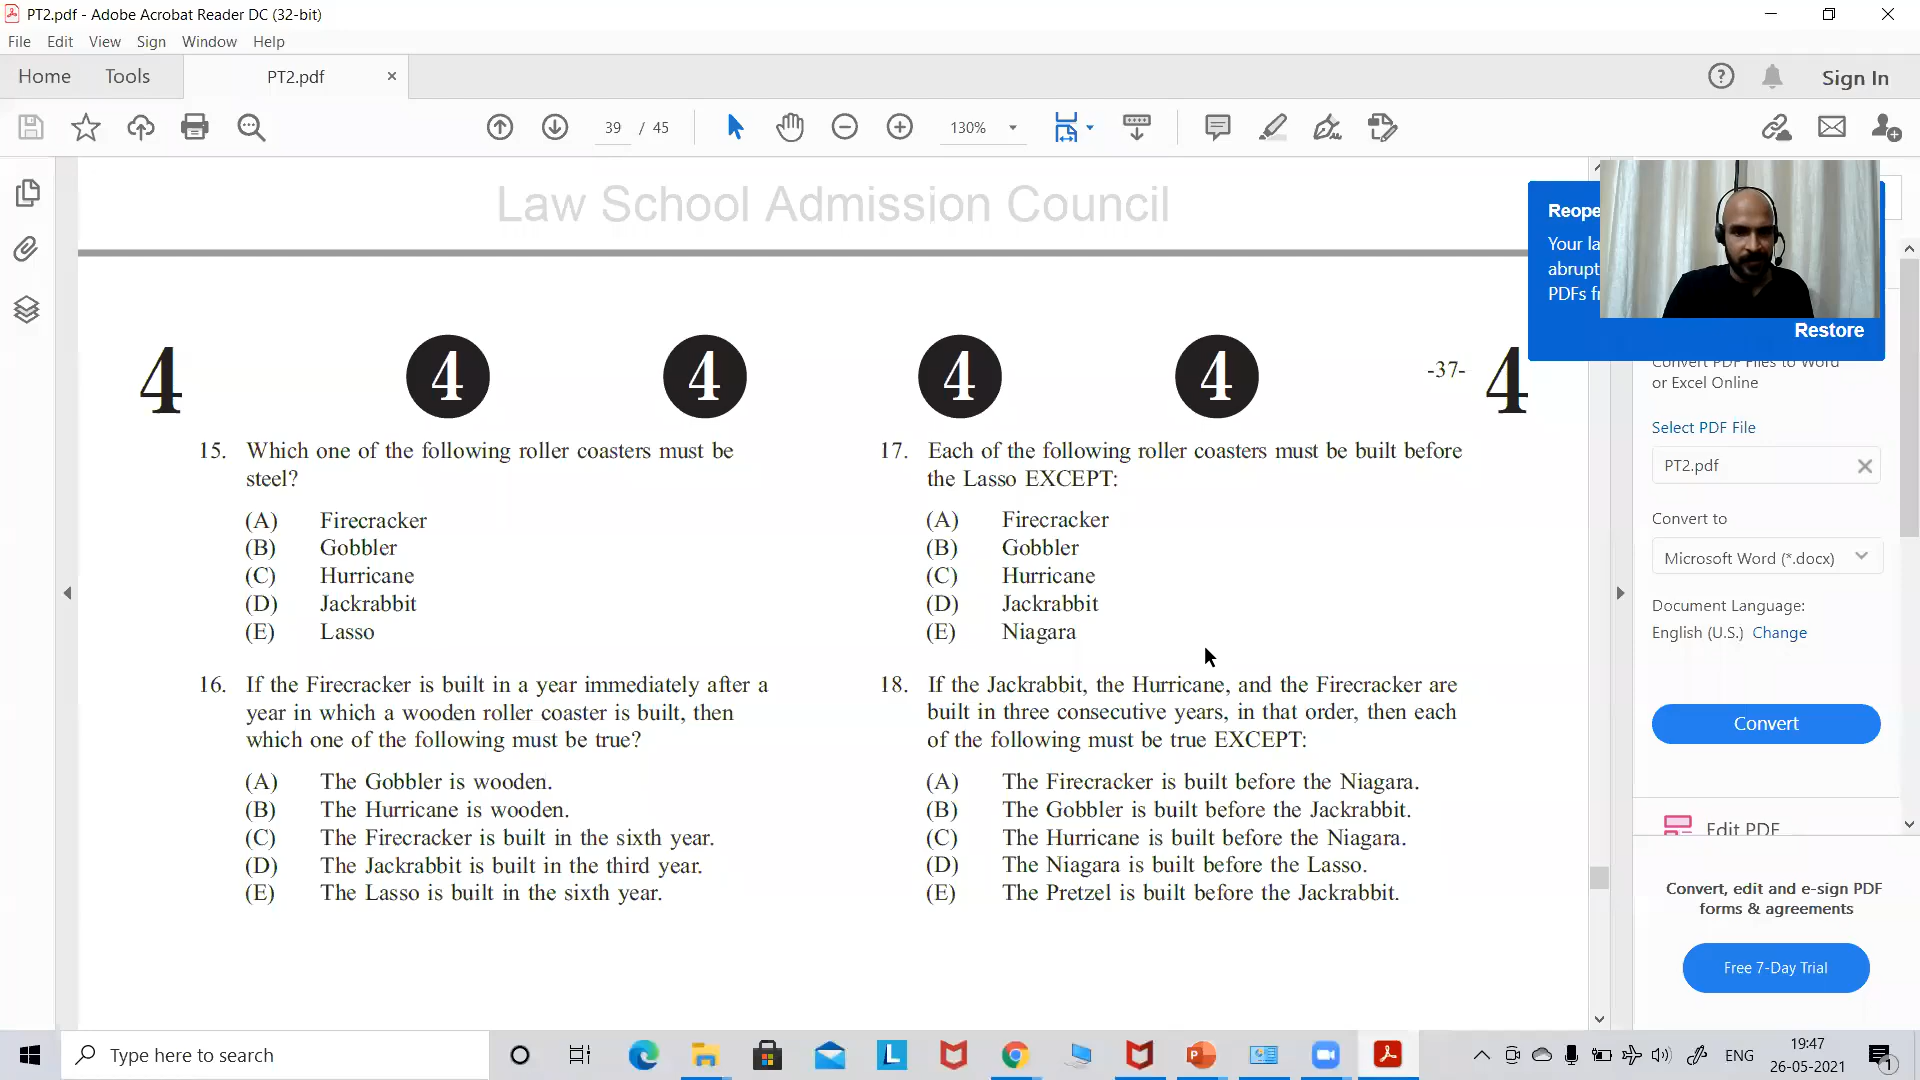 PT2.pdf - Adobe Acrobat Reader DC (32-bit)
File Edit View Sign Window Help
Home Tools PT2.pdf Sign In
39 / 45 130%
Law School Admission Council
Reope
Your la
abrupt
PDFs f
Restore
4 4 4 4 4 -37- 4
15. Which one of the following roller coasters must be
steel?
(A) Firecracker
(B) Gobbler
(C) Hurricane
(D) Jackrabbit
(E) Lasso
16. If the Firecracker is built in a year immediately after a
year in which a wooden roller coaster is built, then
which one of the following must be true?
(A) The Gobbler is wooden.
(B) The Hurricane is wooden.
(C) The Firecracker is built in the sixth year.
(D) The Jackrabbit is built in the third year.
(E) The Lasso is built in the sixth year.
17. Each of the following roller coasters must be built before
the Lasso EXCEPT:
(A) Firecracker
(B) Gobbler
(C) Hurricane
(D) Jackrabbit
(E) Niagara
18. If the Jackrabbit, the Hurricane, and the Firecracker are
built in three consecutive years, in that order, then each
of the following must be true EXCEPT:
(A) The Firecracker is built before the Niagara.
(B) The Gobbler is built before the Jackrabbit.
(C) The Hurricane is built before the Niagara.
(D) The Niagara is built before the Lasso.
(E) The Pretzel is built before the Jackrabbit.
Convert PDF Files to Word
or Excel Online
Select PDF File
PT2.pdf
Convert to
Microsoft Word (*.docx)
Document Language:
English (U.S.) Change
Convert
Edit PDF
Convert, edit and e-sign PDF
forms & agreements
Free 7-Day Trial
Type here to search
ENG
19:47
26-05-2021
1